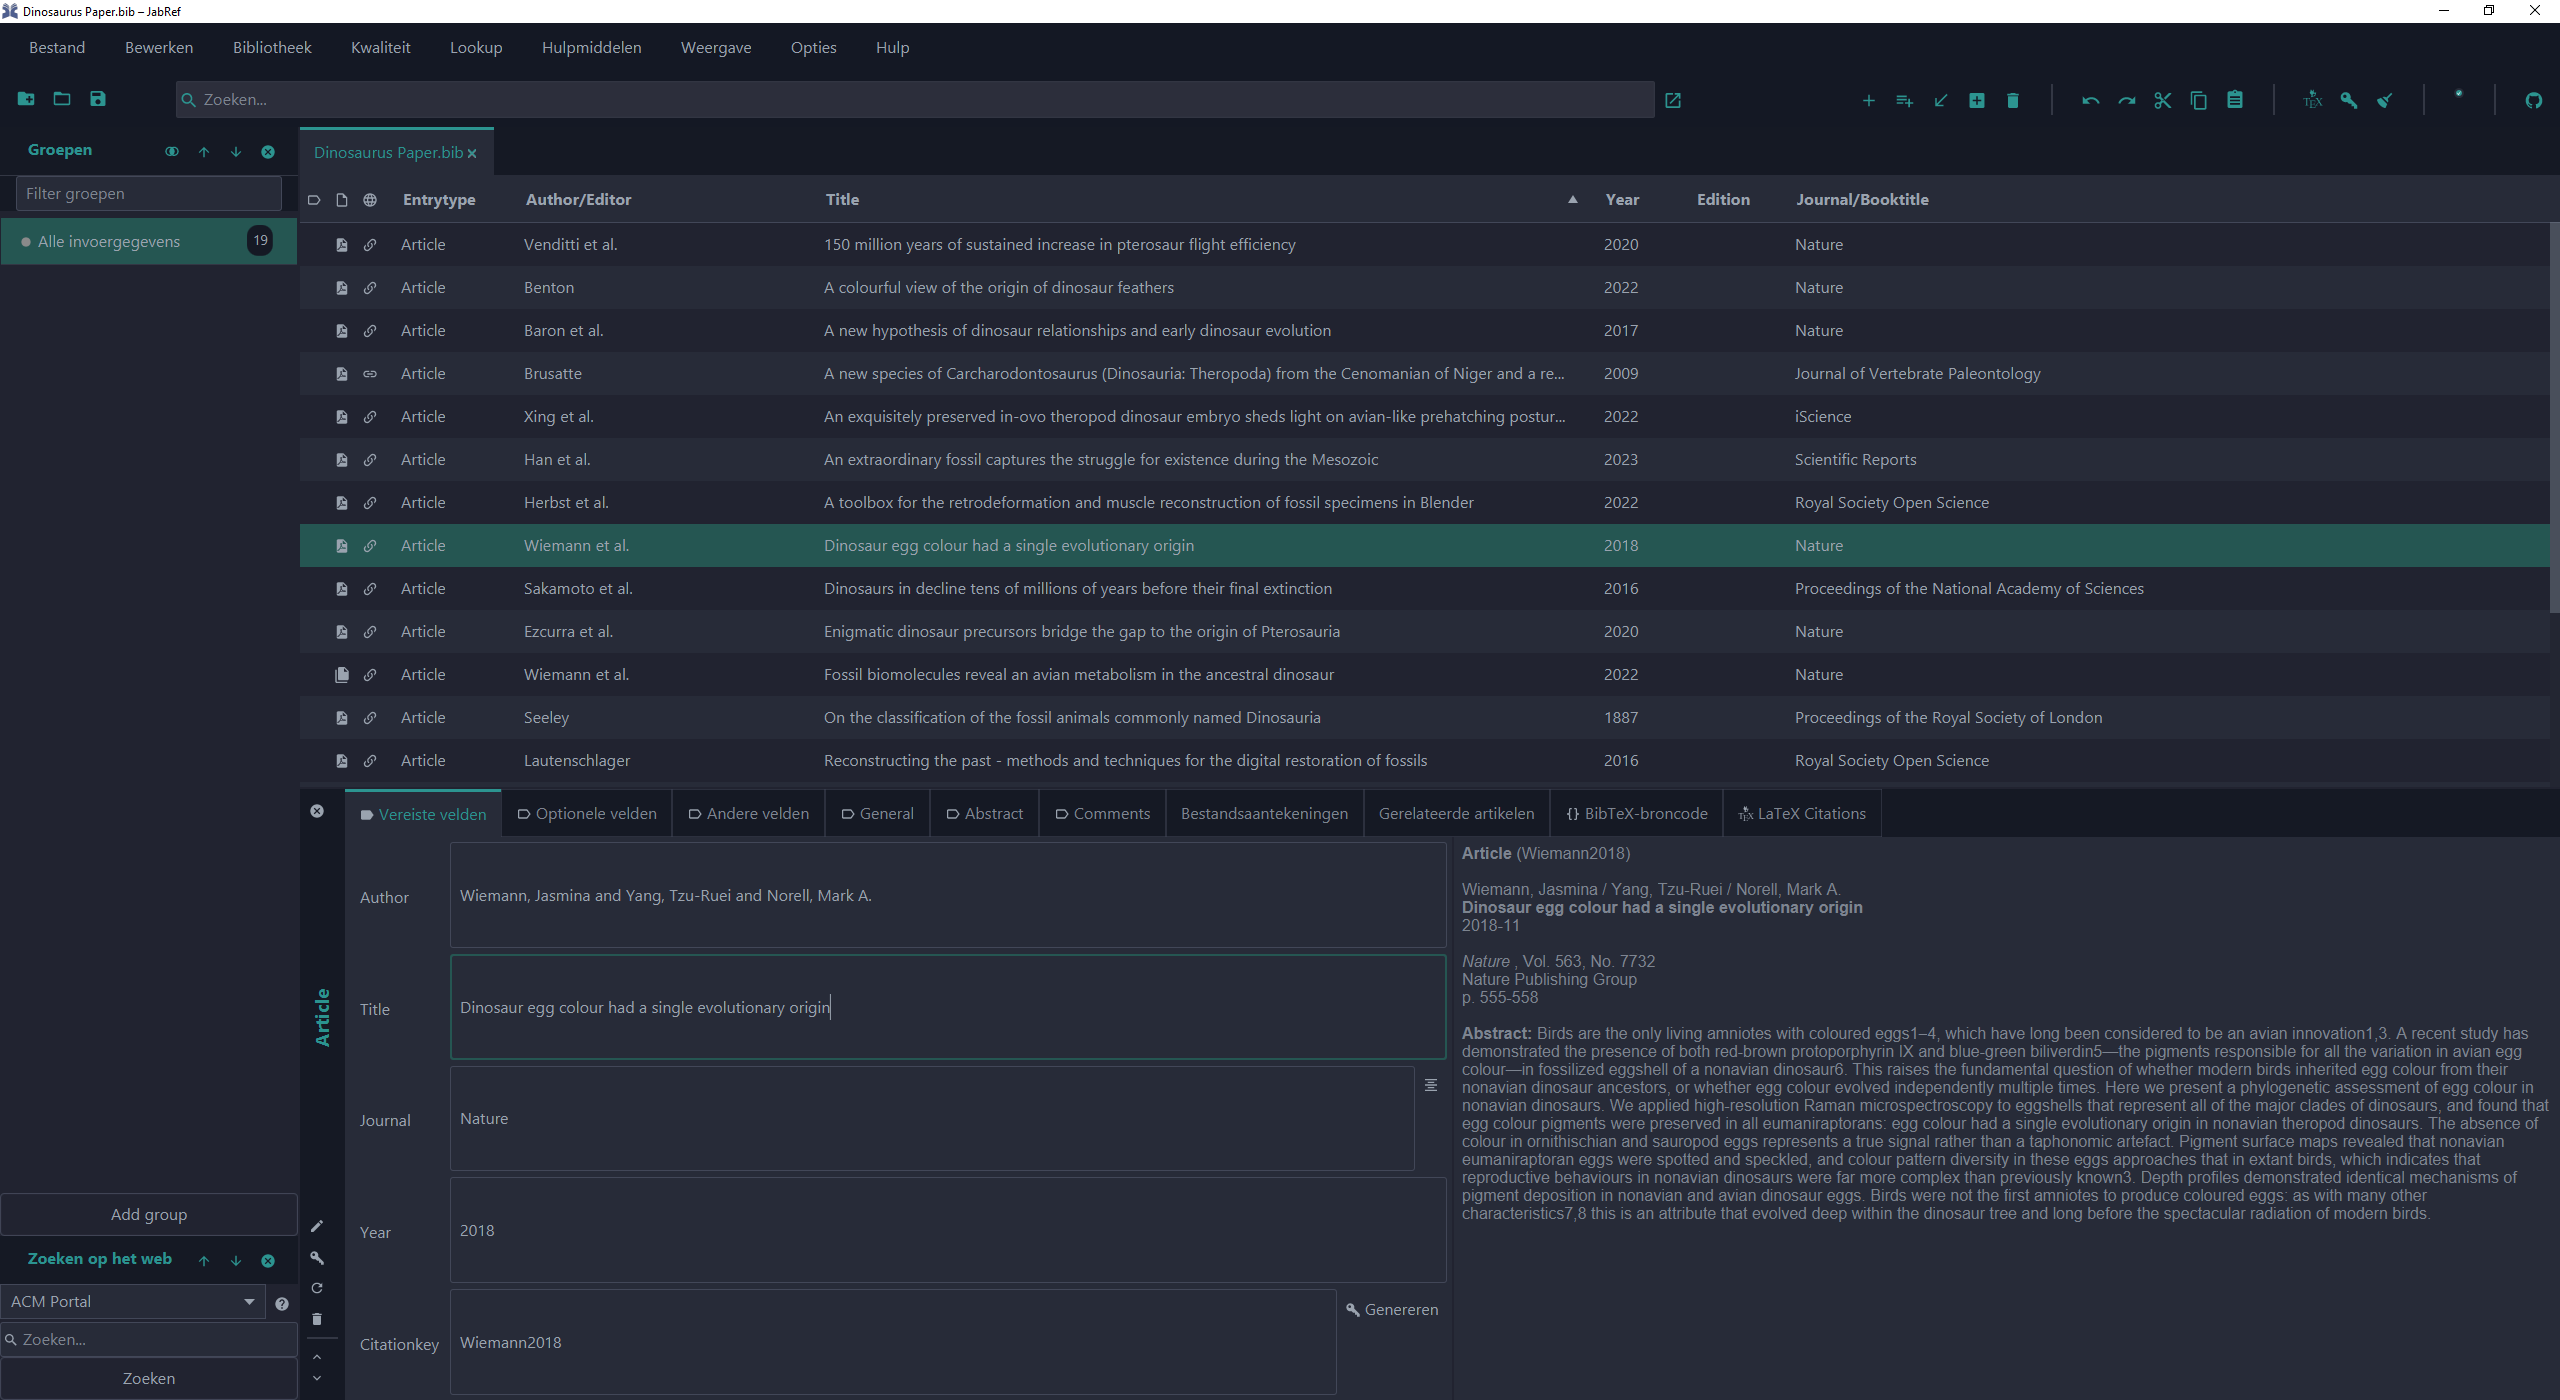 Dinosaurus Paper.bib – JabRef
Bestand Bewerken Bibliotheek Kwaliteit Lookup Hulpmiddelen Weergave Opties Hulp
Zoeken...
TEX
Groepen
Filter groepen
Alle invoergegevens 19
Dinosaurus Paper.bib
Entrytype Author/Editor Title Year Edition Journal/Booktitle
Article Venditti et al. 150 million years of sustained increase in pterosaur flight efficiency 2020 Nature
Article Benton A colourful view of the origin of dinosaur feathers 2022 Nature
Article Baron et al. A new hypothesis of dinosaur relationships and early dinosaur evolution 2017 Nature
Article Brusatte A new species of Carcharodontosaurus (Dinosauria: Theropoda) from the Cenomanian of Niger and a re... 2009 Journal of Vertebrate Paleontology
Article Xing et al. An exquisitely preserved in-ovo theropod dinosaur embryo sheds light on avian-like prehatching postur... 2022 iScience
Article Han et al. An extraordinary fossil captures the struggle for existence during the Mesozoic 2023 Scientific Reports
Article Herbst et al. A toolbox for the retrodeformation and muscle reconstruction of fossil specimens in Blender 2022 Royal Society Open Science
Article Wiemann et al. Dinosaur egg colour had a single evolutionary origin 2018 Nature
Article Sakamoto et al. Dinosaurs in decline tens of millions of years before their final extinction 2016 Proceedings of the National Academy of Sciences
Article Ezcurra et al. Enigmatic dinosaur precursors bridge the gap to the origin of Pterosauria 2020 Nature
Article Wiemann et al. Fossil biomolecules reveal an avian metabolism in the ancestral dinosaur 2022 Nature
Article Seeley On the classification of the fossil animals commonly named Dinosauria 1887 Proceedings of the Royal Society of London
Article Lautenschlager Reconstructing the past - methods and techniques for the digital restoration of fossils 2016 Royal Society Open Science
Vereiste velden Optionele velden Andere velden General Abstract Comments Bestandsaantekeningen Gerelateerde artikelen {} BibTeX-broncode TEX LaTeX Citations
Article
Author Wiemann, Jasmina and Yang, Tzu-Ruei and Norell, Mark A.
Title Dinosaur egg colour had a single evolutionary origin
Journal Nature
Year 2018
Citationkey Wiemann2018 Genereren
Article (Wiemann2018)
Wiemann, Jasmina / Yang, Tzu-Ruei / Norell, Mark A.
Dinosaur egg colour had a single evolutionary origin
2018-11
Nature , Vol. 563, No. 7732
Nature Publishing Group
p. 555-558
Abstract: Birds are the only living amniotes with coloured eggs1–4, which have long been considered to be an avian innovation1,3. A recent study has
demonstrated the presence of both red-brown protoporphyrin IX and blue-green biliverdin5—the pigments responsible for all the variation in avian egg
colour—in fossilized eggshell of a nonavian dinosaur6. This raises the fundamental question of whether modern birds inherited egg colour from their
nonavian dinosaur ancestors, or whether egg colour evolved independently multiple times. Here we present a phylogenetic assessment of egg colour in
nonavian dinosaurs. We applied high-resolution Raman microspectroscopy to eggshells that represent all of the major clades of dinosaurs, and found that
egg colour pigments were preserved in all eumaniraptorans: egg colour had a single evolutionary origin in nonavian theropod dinosaurs. The absence of
colour in ornithischian and sauropod eggs represents a true signal rather than a taphonomic artefact. Pigment surface maps revealed that nonavian
eumaniraptoran eggs were spotted and speckled, and colour pattern diversity in these eggs approaches that in extant birds, which indicates that
reproductive behaviours in nonavian dinosaurs were far more complex than previously known3. Depth profiles demonstrated identical mechanisms of
pigment deposition in nonavian and avian dinosaur eggs. Birds were not the first amniotes to produce coloured eggs: as with many other
characteristics7,8 this is an attribute that evolved deep within the dinosaur tree and long before the spectacular radiation of modern birds.
Add group
Zoeken op het web
ACM Portal
Zoeken...
Zoeken